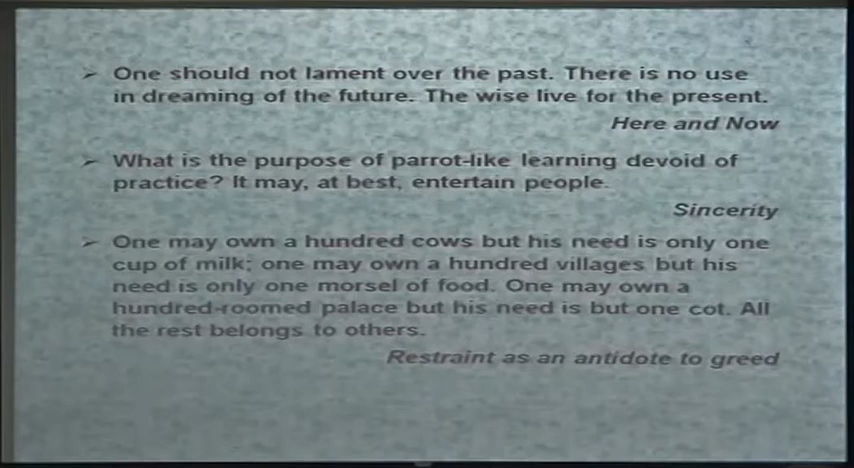 ➢ One should not lament over the past. There is no use
in dreaming of the future. The wise live for the present.
Here and Now
➢ What is the purpose of parrot-like learning devoid of
practice? It may, at best, entertain people.
Sincerity
➢ One may own a hundred cows but his need is only one
cup of milk; one may own a hundred villages but his
need is only one morsel of food. One may own a
hundred-roomed palace but his need is but one cot. All
the rest belongs to others.
Restraint as an antidote to greed